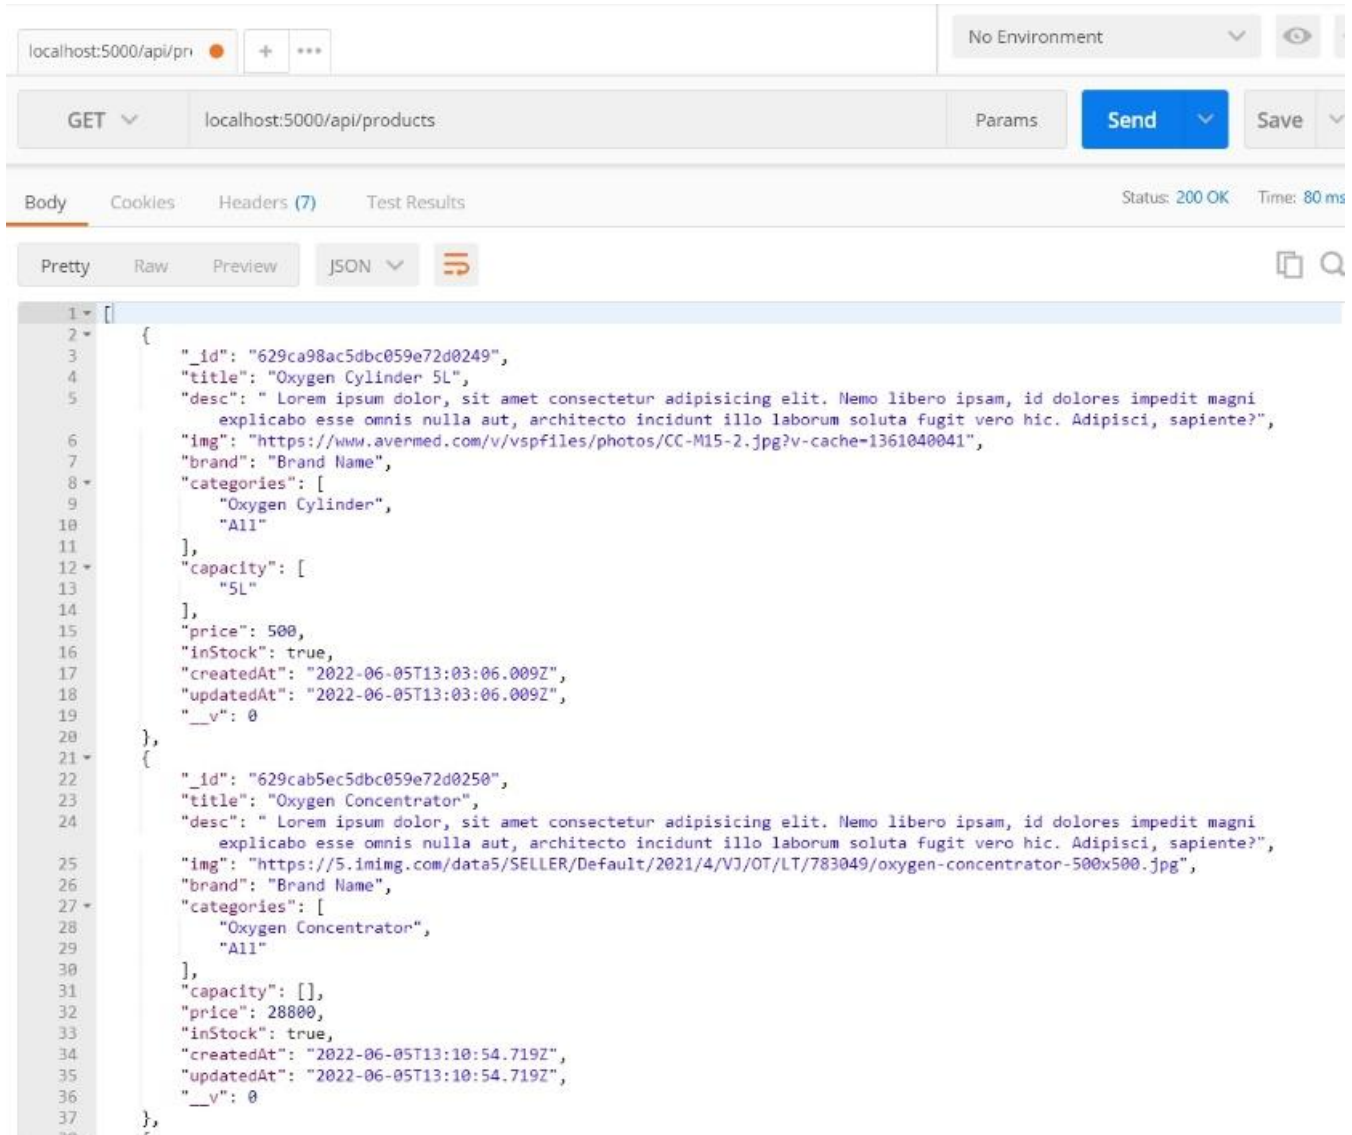 localhost:5000/api/pr
No Environment
GET localhost:5000/api/products Params Send Save
Body Cookies Headers (7) Test Results Status: 200 OK Time: 80 ms
Pretty Raw Preview JSON
1 [
2 {
3 "_id": "629ca98ac5dbc059e72d0249",
4 "title": "Oxygen Cylinder 5L",
5 "desc": " Lorem ipsum dolor, sit amet consectetur adipisicing elit. Nemo libero ipsam, id dolores impedit magni
explicabo esse omnis nulla aut, architecto incidunt illo laborum soluta fugit vero hic. Adipisci, sapiente?",
6 "img": "https://www.avermed.com/v/vspfiles/photos/CC-M15-2.jpg?v-cache=1361040041",
7 "brand": "Brand Name",
8 "categories": [
9 "Oxygen Cylinder",
10 "All"
11 ],
12 "capacity": [
13 "5L"
14 ],
15 "price": 500,
16 "inStock": true,
17 "createdAt": "2022-06-05T13:03:06.009Z",
18 "updatedAt": "2022-06-05T13:03:06.009Z",
19 "__v": 0
20 },
21 {
22 "_id": "629cab5ec5dbc059e72d0250",
23 "title": "Oxygen Concentrator",
24 "desc": " Lorem ipsum dolor, sit amet consectetur adipisicing elit. Nemo libero ipsam, id dolores impedit magni
explicabo esse omnis nulla aut, architecto incidunt illo laborum soluta fugit vero hic. Adipisci, sapiente?",
25 "img": "https://5.imimg.com/data5/SELLER/Default/2021/4/VJ/OT/LT/783049/oxygen-concentrator-500x500.jpg",
26 "brand": "Brand Name",
27 "categories": [
28 "Oxygen Concentrator",
29 "All"
30 ],
31 "capacity": [],
32 "price": 28800,
33 "inStock": true,
34 "createdAt": "2022-06-05T13:10:54.719Z",
35 "updatedAt": "2022-06-05T13:10:54.719Z",
36 "__v": 0
37 },